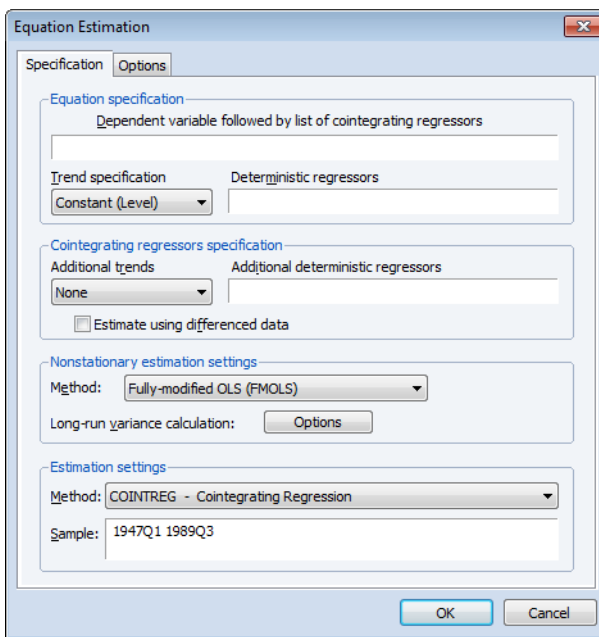 Equation Estimation
Specification Options
Equation specification
Dependent variable followed by list of cointegrating regressors
Trend specification Deterministic regressors
Constant (Level)
Cointegrating regressors specification
Additional trends Additional deterministic regressors
None
Estimate using differenced data
Nonstationary estimation settings
Method: Fully-modified OLS (FMOLS)
Long-run variance calculation: Options
Estimation settings
Method: COINTREG - Cointegrating Regression
Sample: 1947Q1 1989Q3
OK Cancel